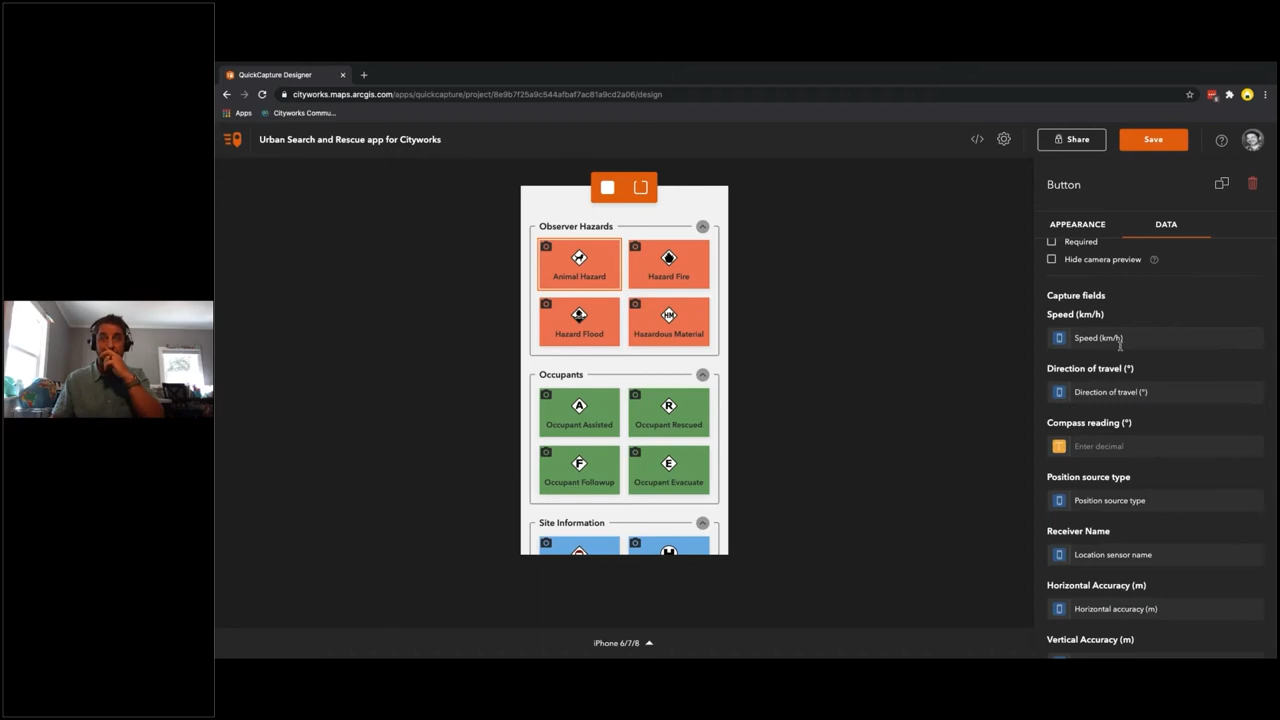 QuickCapture Designer
cityworks.maps.arcgis.com/apps/quickcapture/project/8e9b7f25a9c544afbaf7ac81a9cd2a06/design
Apps Cityworks Commu...
Urban Search and Rescue app for Cityworks
Share
Save
Button
APPEARANCE DATA
Required
Hide camera preview
Capture fields
Speed (km/h)
Speed (km/h)
Direction of travel (°)
Direction of travel (°)
Compass reading (°)
Enter decimal
Position source type
Position source type
Receiver Name
Location sensor name
Horizontal Accuracy (m)
Horizontal accuracy (m)
Vertical Accuracy (m)
Observer Hazards
Animal Hazard
Hazard Fire
Hazard Flood
HM
Hazardous Material
Occupants
A
Occupant Assisted
R
Occupant Rescued
F
Occupant Followup
E
Occupant Evacuate
Site Information
H
iPhone 6/7/8